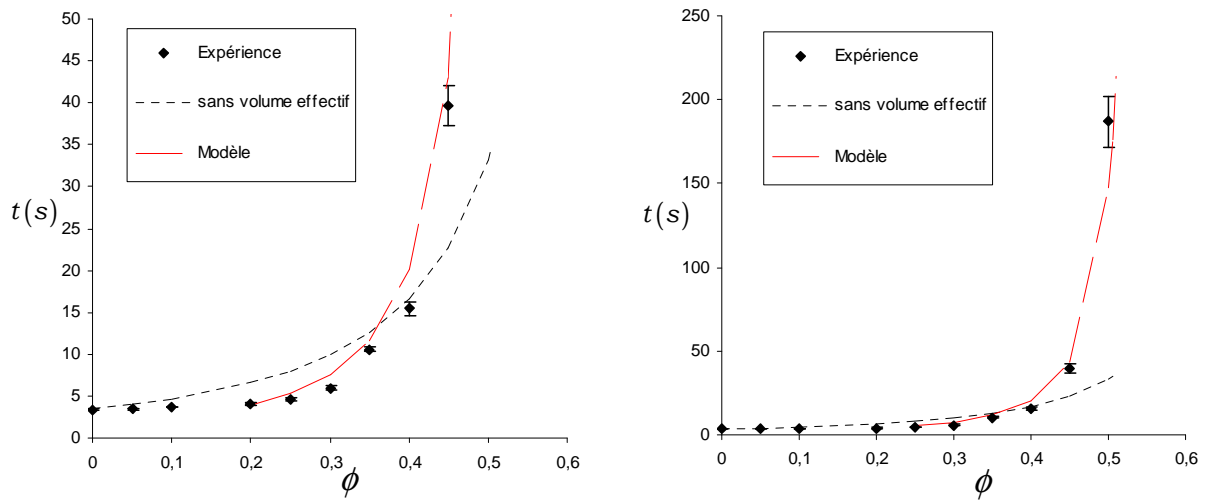 50
45
40
35
30
25
20
15
10
5
0
t(s)
Expérience
sans volume effectif
Modèle
0 0,1 0,2 0,3 0,4 0,5 0,6
ϕ
250
200
150
100
50
0
t(s)
Expérience
sans volume effectif
Modèle
0 0,1 0,2 0,3 0,4 0,5 0,6
ϕ